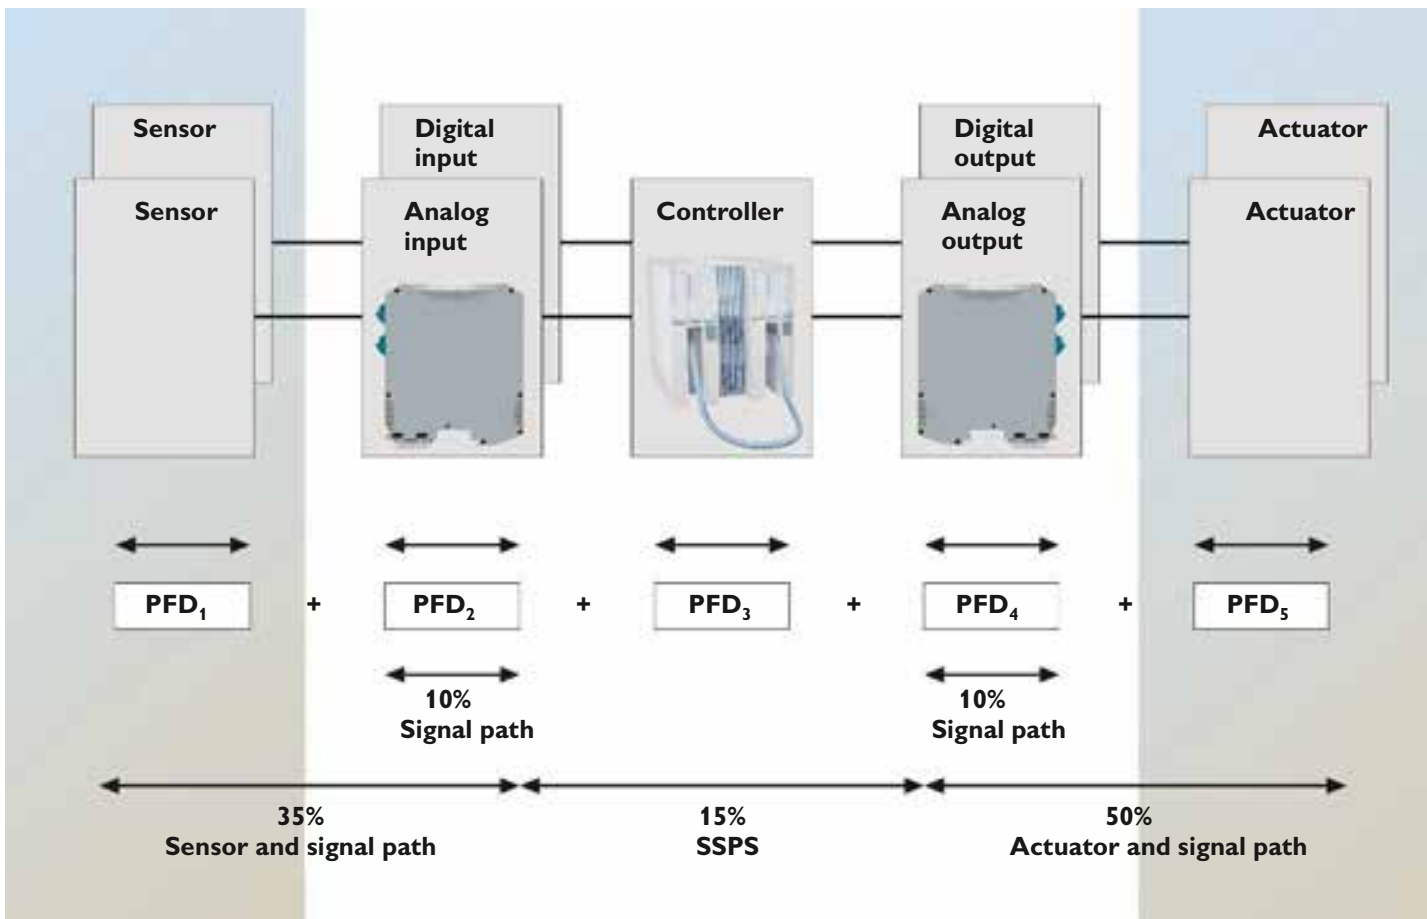 Sensor
Digital
input
Digital
output
Actuator
Sensor
Analog
input
Controller
Analog
output
Actuator
PFD1 + PFD2 + PFD3 + PFD4 + PFD5
10%
Signal path
10%
Signal path
35%
Sensor and signal path
15%
SSPS
50%
Actuator and signal path